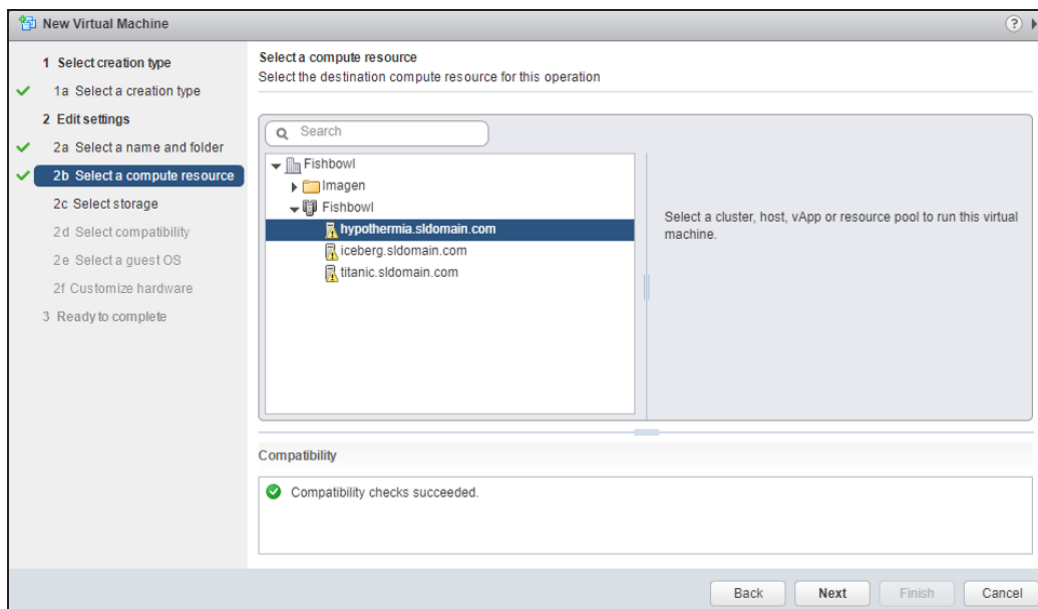 New Virtual Machine
?
1 Select creation type
1a Select a creation type
2 Edit settings
2a Select a name and folder
2b Select a compute resource
2c Select storage
2d Select compatibility
2e Select a guest OS
2f Customize hardware
3 Ready to complete
Select a compute resource
Select the destination compute resource for this operation
Search
Fishbowl
Imagen
Fishbowl
hypothermia.sldomain.com
iceberg.sldomain.com
titanic.sldomain.com
Select a cluster, host, vApp or resource pool to run this virtual
machine.
Compatibility
Compatibility checks succeeded.
Back Next Finish Cancel